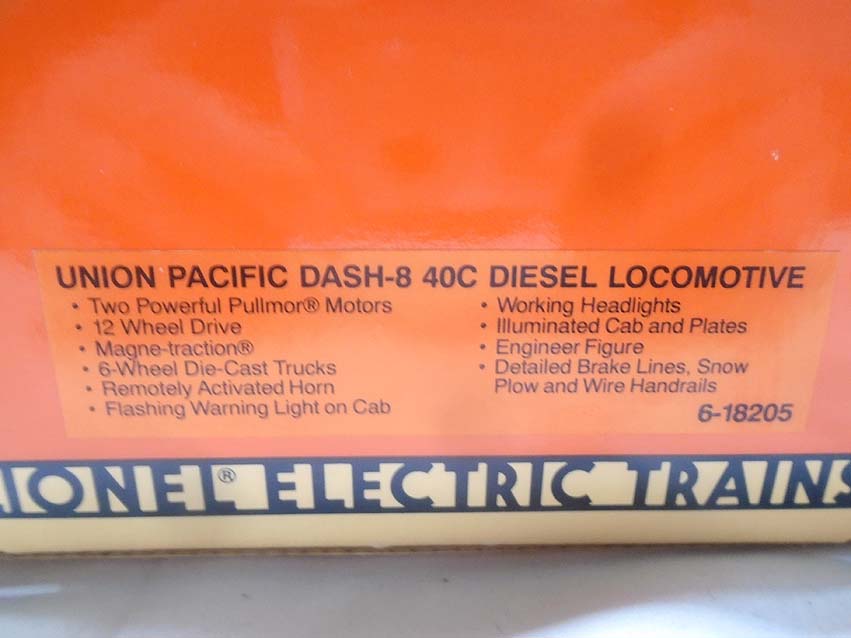 UNION PACIFIC DASH-8 40C DIESEL LOCOMOTIVE
• Two Powerful Pullmor® Motors
• 12 Wheel Drive
• Magne-traction®
• 6-Wheel Die-Cast Trucks
• Remotely Activated Horn
• Flashing Warning Light on Cab
• Working Headlights
• Illuminated Cab and Plates
• Engineer Figure
• Detailed Brake Lines, Snow
Plow and Wire Handrails
6-18205
LIONEL® ELECTRIC TRAINS